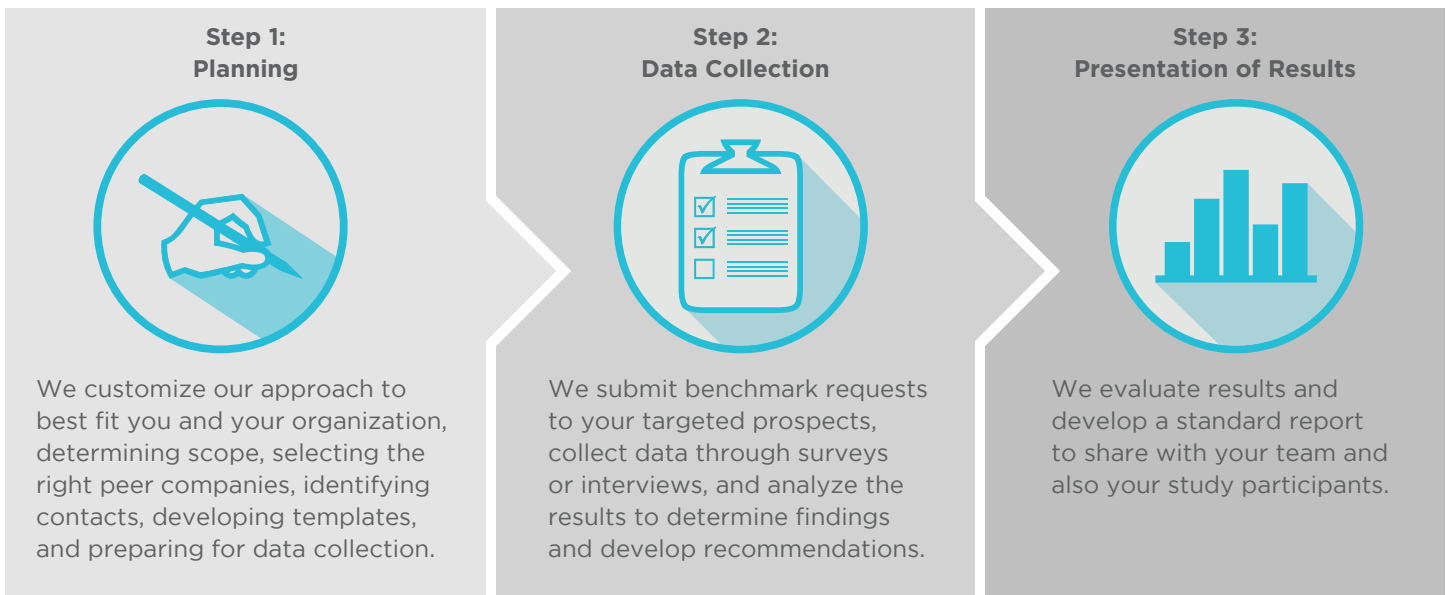 Step 1:
Planning
We customize our approach to
best fit you and your organization,
determining scope, selecting the
right peer companies, identifying
contacts, developing templates,
and preparing for data collection.
Step 2:
Data Collection
We submit benchmark requests
to your targeted prospects,
collect data through surveys
or interviews, and analyze the
results to determine findings
and develop recommendations.
Step 3:
Presentation of Results
We evaluate results and
develop a standard report
to share with your team and
also your study participants.